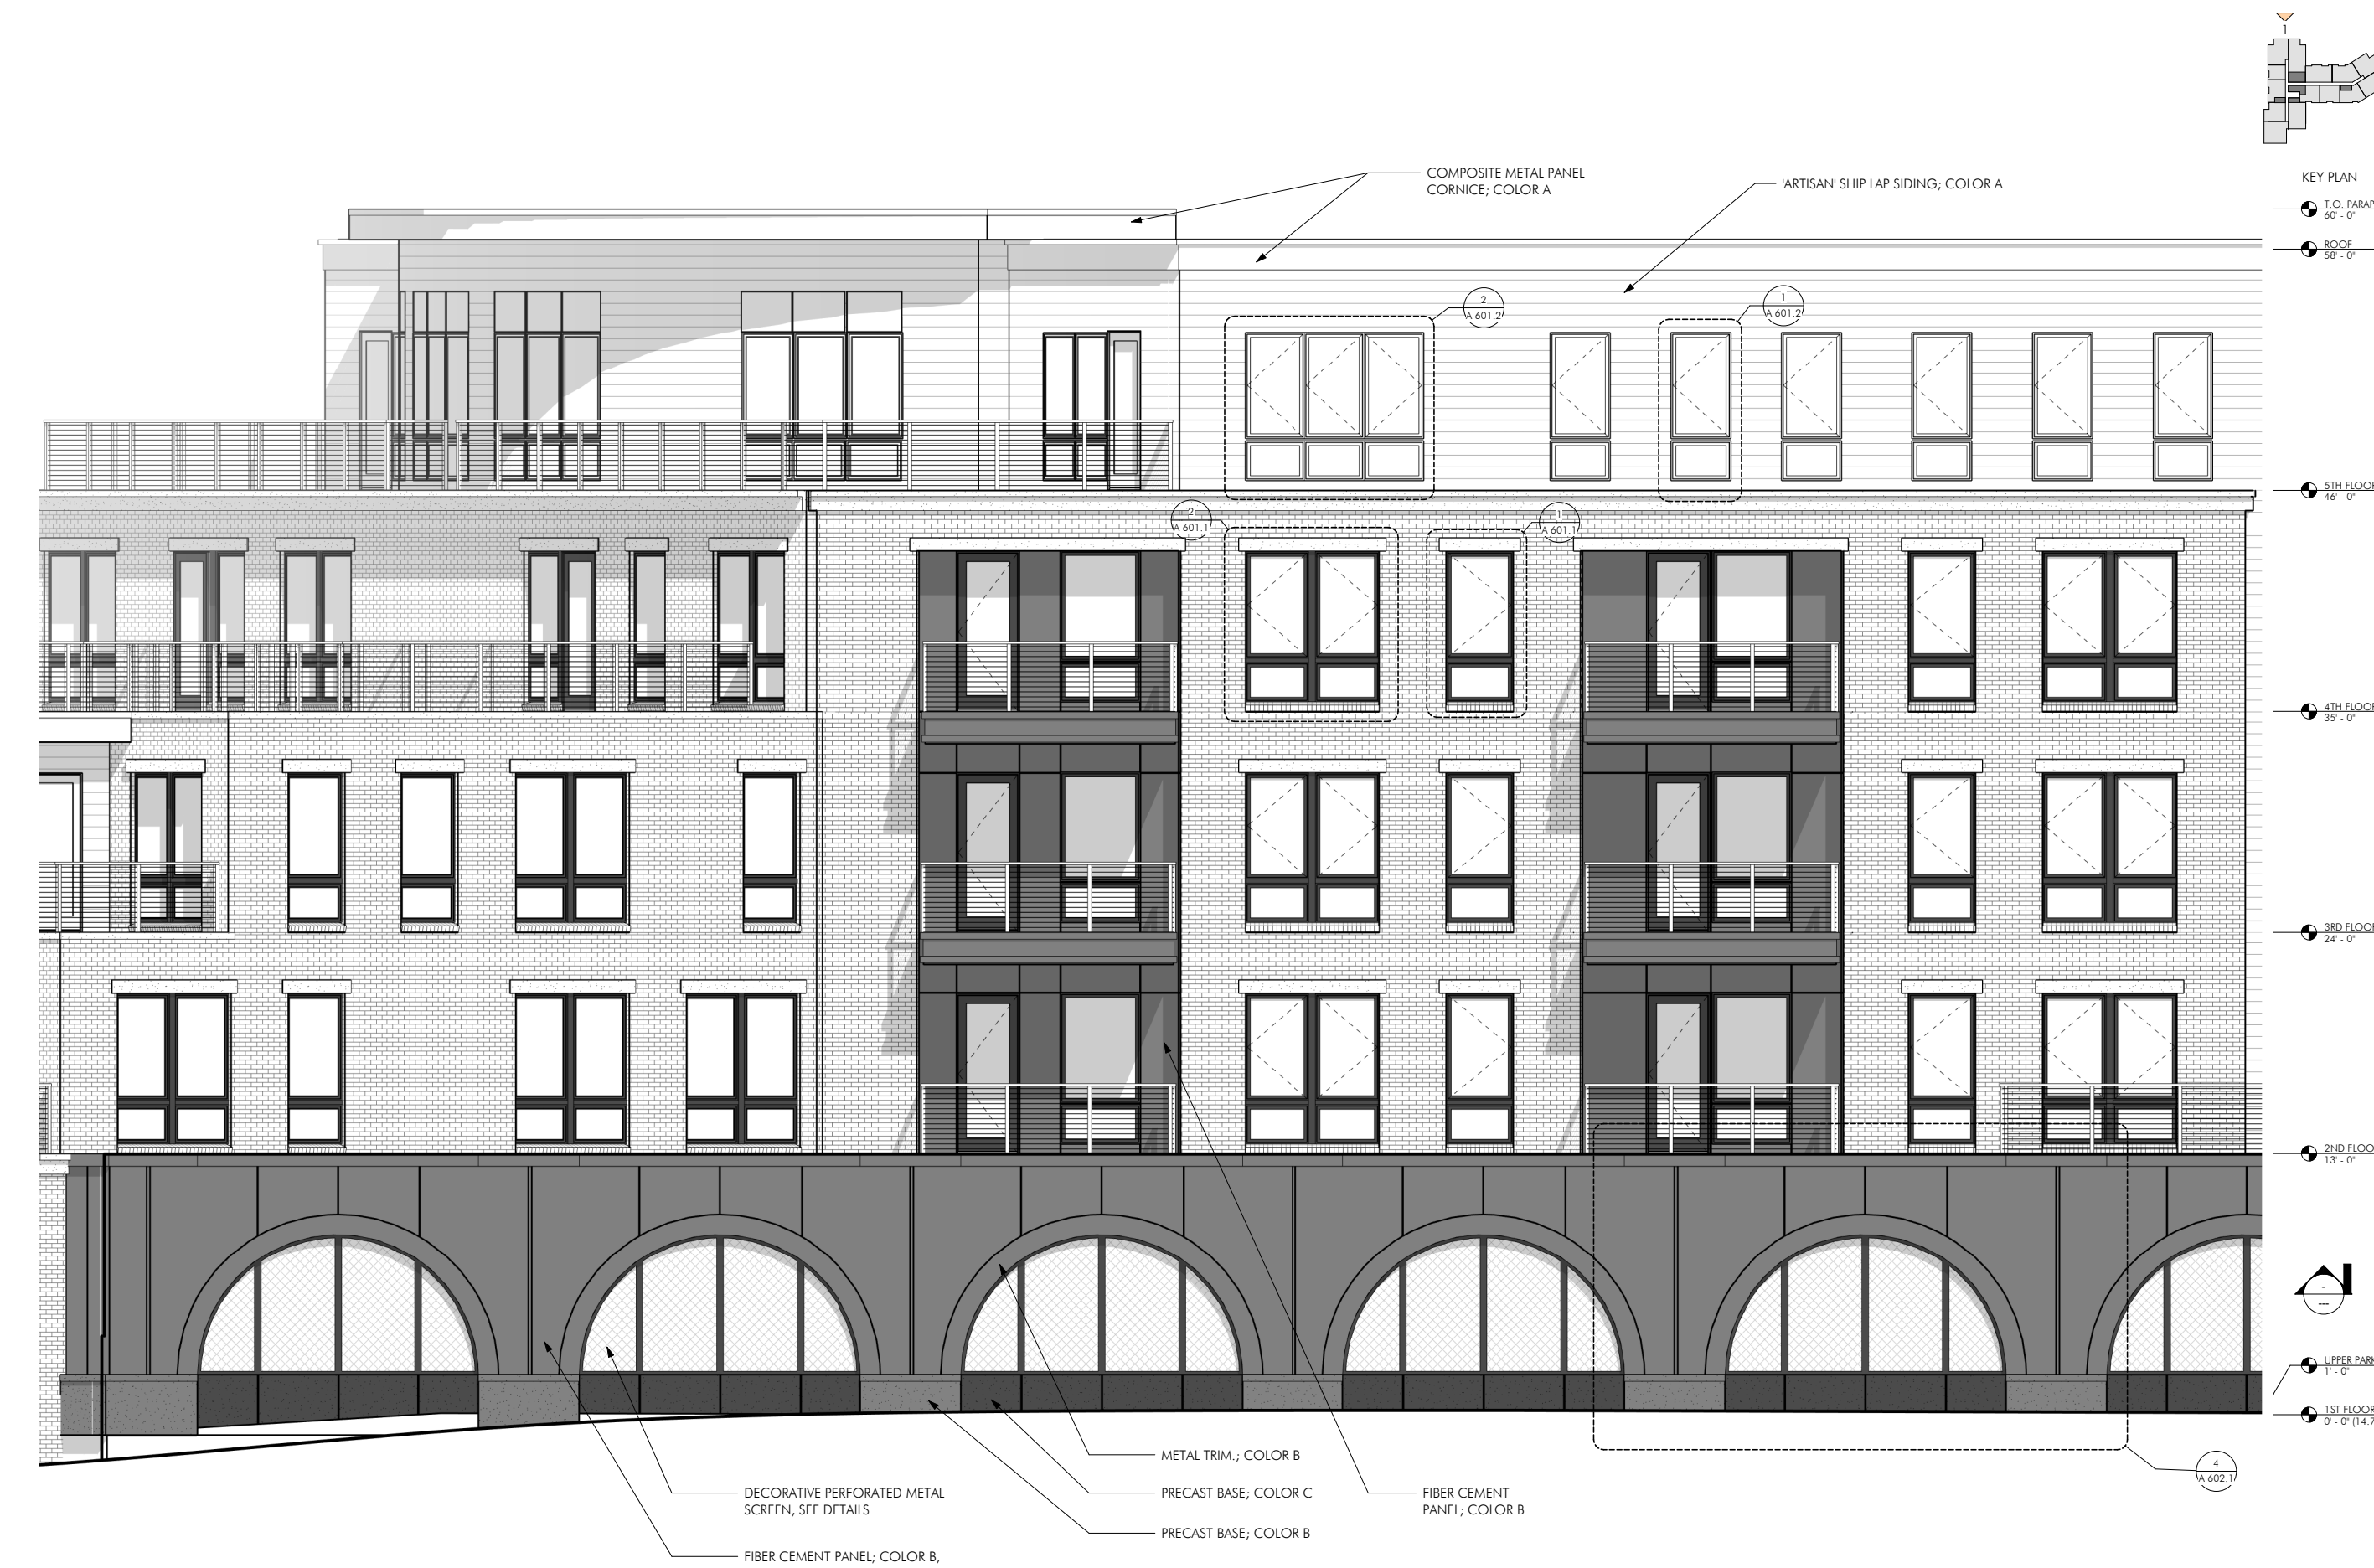 1
KEY PLAN
COMPOSITE METAL PANEL
CORNICE; COLOR A
'ARTISAN' SHIP LAP SIDING; COLOR A
T.O. PARAP
60' - 0"
ROOF
58' - 0"
2
A 601.2
1
A 601.2
5TH FLOOR
46' - 0"
2
A 601.1
1
A 601.1
4TH FLOOR
35' - 0"
3RD FLOOR
24' - 0"
2ND FLOO
13' - 0"
UPPER PARK
1' - 0"
1ST FLOOR
0' - 0" (14.7
METAL TRIM.; COLOR B
4
A 602.1
DECORATIVE PERFORATED METAL
SCREEN, SEE DETAILS
PRECAST BASE; COLOR C
FIBER CEMENT
PANEL; COLOR B
PRECAST BASE; COLOR B
FIBER CEMENT PANEL; COLOR B,